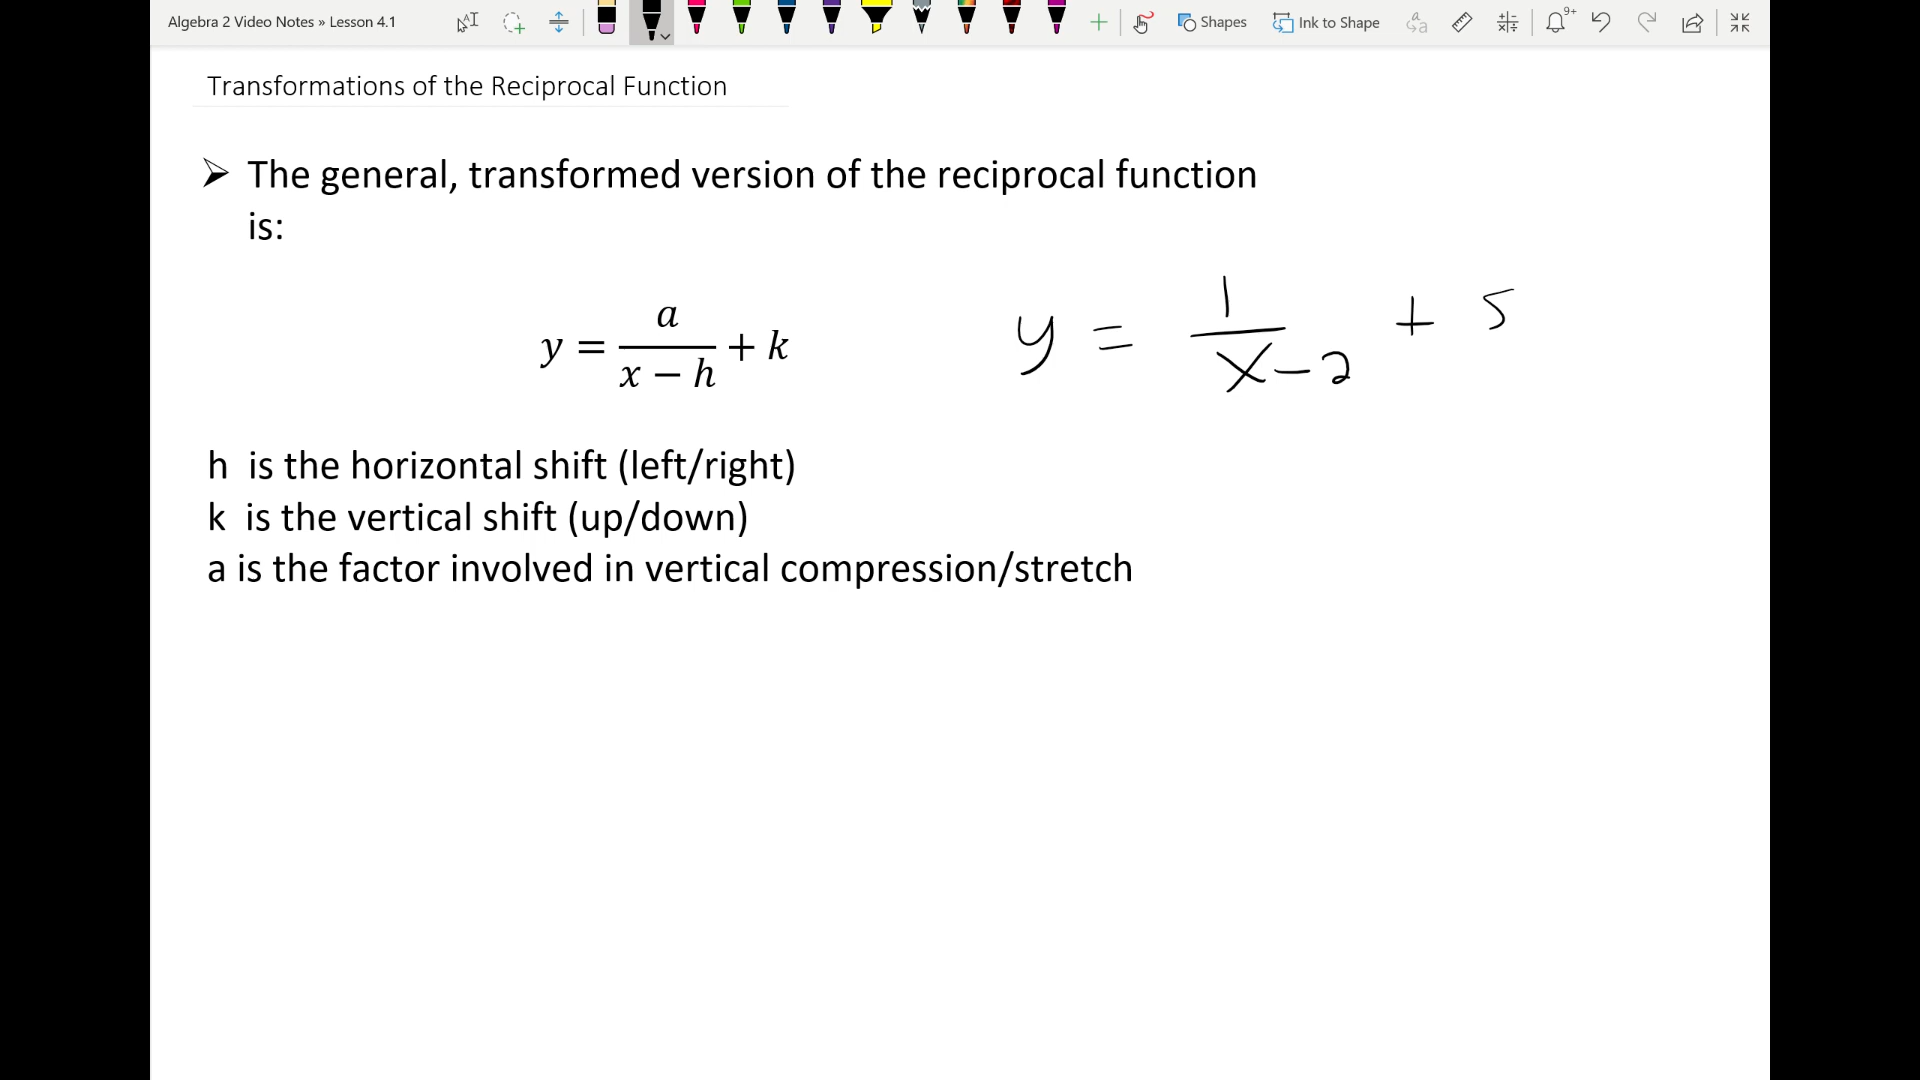 Algebra 2 Video Notes » Lesson 4.1 Shapes Ink to Shape 9+
Transformations of the Reciprocal Function
➢ The general, transformed version of the reciprocal function
is:
y = a/(x − h) + k
y = 1/(x-2) + 5
h is the horizontal shift (left/right)
k is the vertical shift (up/down)
a is the factor involved in vertical compression/stretch